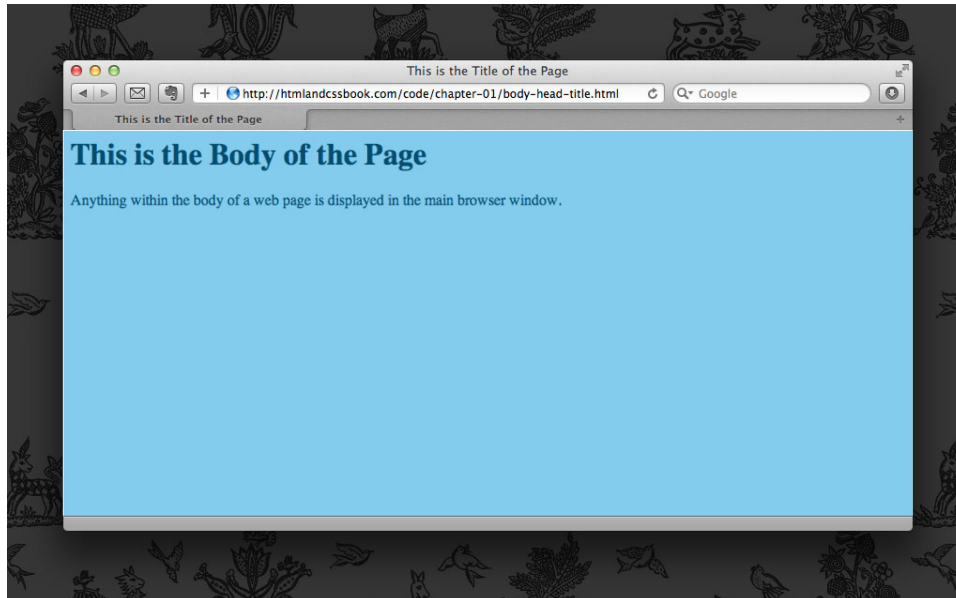 This is the Title of the Page
http://htmlandcssbook.com/code/chapter-01/body-head-title.html
Google
This is the Title of the Page
This is the Body of the Page
Anything within the body of a web page is displayed in the main browser window.